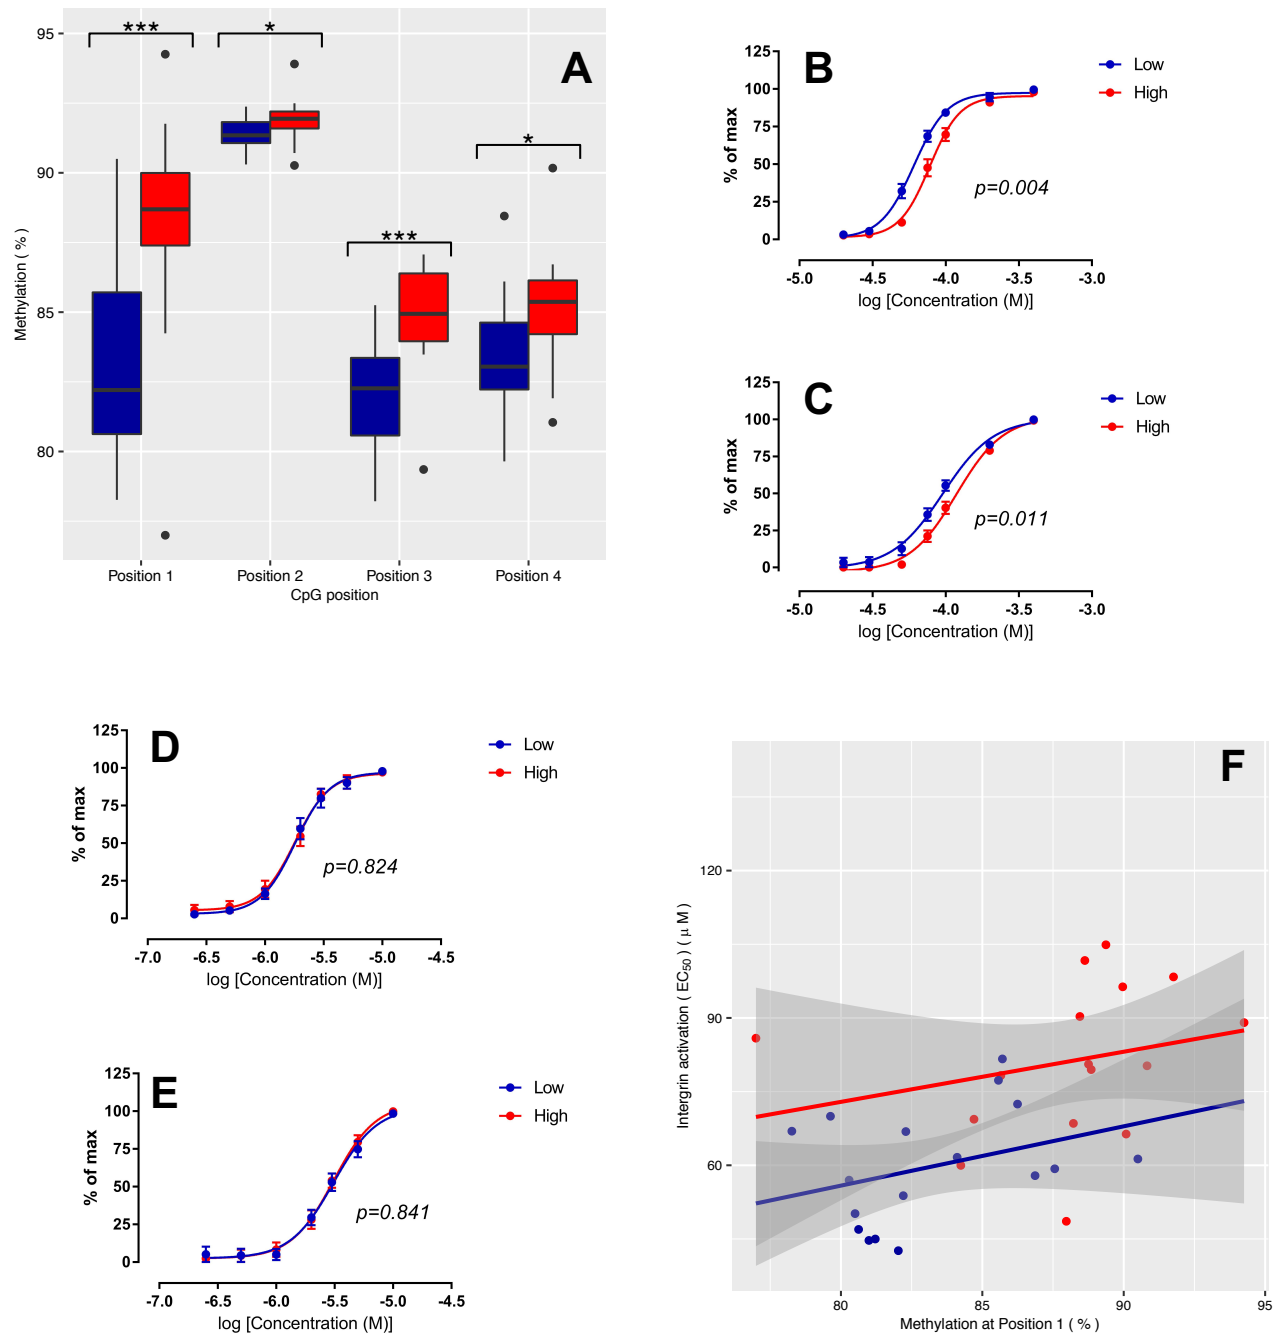 A
***
*
***
*
95
90
85
80
Methylation ( % )
Position 1 Position 2 Position 3 Position 4
CpG position
B
Low
High
125
100
75
50
25
0
% of max
p=0.004
-5.0 -4.5 -4.0 -3.5 -3.0
log [Concentration (M)]
C
Low
High
125
100
75
50
25
0
% of max
p=0.011
-5.0 -4.5 -4.0 -3.5 -3.0
log [Concentration (M)]
D
Low
High
125
100
75
50
25
0
% of max
p=0.824
-7.0 -6.5 -6.0 -5.5 -5.0 -4.5
log [Concentration (M)]
E
Low
High
125
100
75
50
25
0
% of max
p=0.841
-7.0 -6.5 -6.0 -5.5 -5.0 -4.5
log [Concentration (M)]
F
120
90
60
Intergrin activation ( EC50 ) ( μ M )
80 85 90 95
Methylation at Position 1 ( % )